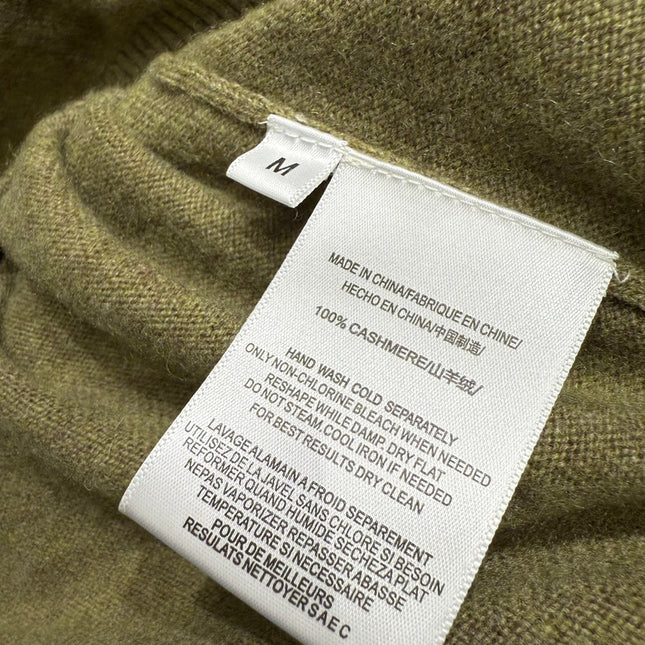 M
MADE IN CHINA/FABRIQUE EN CHINE/
HECHO EN CHINA/中国制造/
100% CASHMERE/山羊绒/
HAND WASH COLD SEPARATELY
ONLY NON-CHLORINE BLEACH WHEN NEEDED
RESHAPE WHILE DAMP. DRY FLAT
DO NOT STEAM. COOL IRON IF NEEDED
FOR BEST RESULTS DRY CLEAN
LAVAGE ALAMAIN A FROID SEPAREMENT
UTILISEZ DE LA JAVEL SANS CHLORE SI BESOIN
REFORMER QUAND HUMIDE SECHEZA PLAT
NEPAS VAPORIZER REPASSER ABASSE
TEMPERATURE SI NECESSAIRE
POUR DE MEILLEURS
RESULATS NETTOYER S A E C